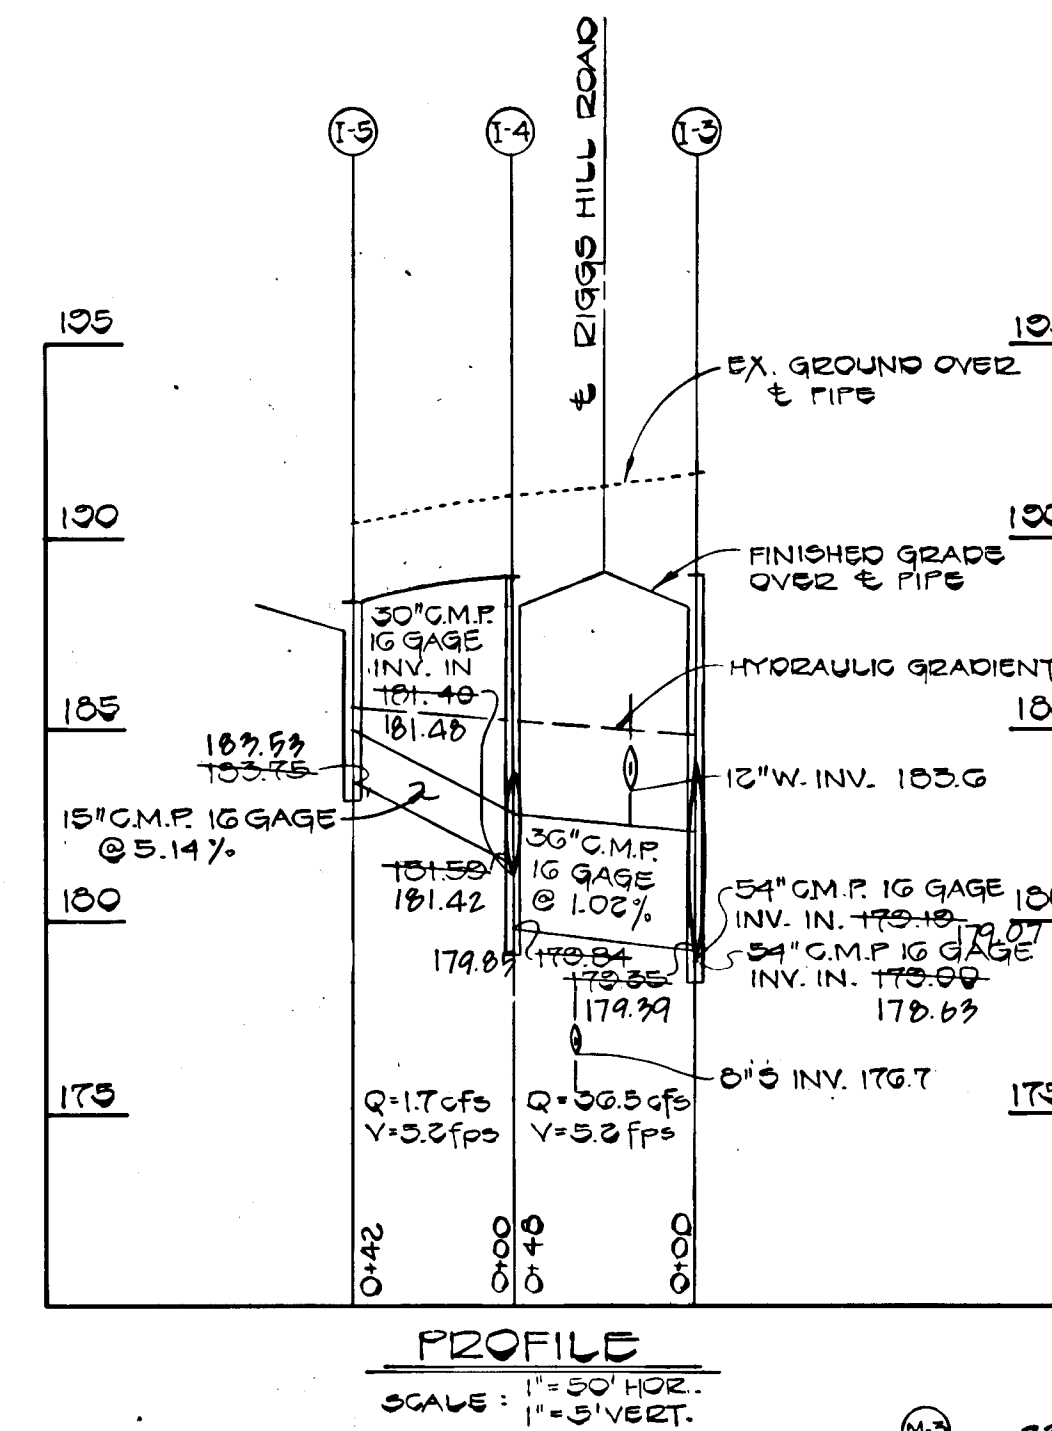 I-5
I-4
I-3
℄ RIGGS HILL ROAD
195
EX. GROUND OVER
℄ PIPE
190
FINISHED GRADE
OVER ℄ PIPE
30" C.M.P.
16 GAGE
INV. IN
181.40
181.48
HYDRAULIC GRADIENT
185
183.53
183.75
12" W. INV. 183.6
15" C.M.P. 16 GAGE
@ 5.14 %
36" C.M.P.
16 GAGE
@ 1.02%
181.59
181.42
180
54" C.M.P. 16 GAGE
INV. IN. 179.19
179.07
54" C.M.P 16 GAGE
INV. IN. 179.00
178.63
179.85
179.84
179.35
179.39
8" S INV. 176.7
175
Q=1.7 cfs
V=5.2 fps
Q=36.5 cfs
V=5.2 fps
0+42
0+00
0+48
0+00
PROFILE
SCALE : 1" = 50' HOR.
1" = 5' VERT.
M-3